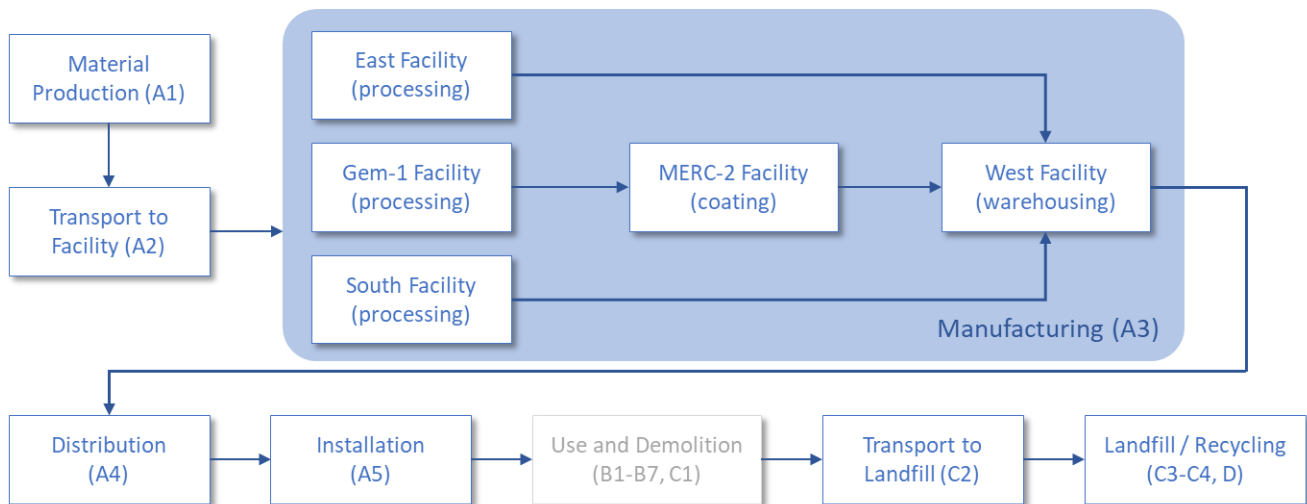 Material
Production (A1)
Transport to
Facility (A2)
East Facility
(processing)
Gem-1 Facility
(processing)
South Facility
(processing)
MERC-2 Facility
(coating)
West Facility
(warehousing)
Manufacturing (A3)
Distribution
(A4)
Installation
(A5)
Use and Demolition
(B1-B7, C1)
Transport to
Landfill (C2)
Landfill / Recycling
(C3-C4, D)